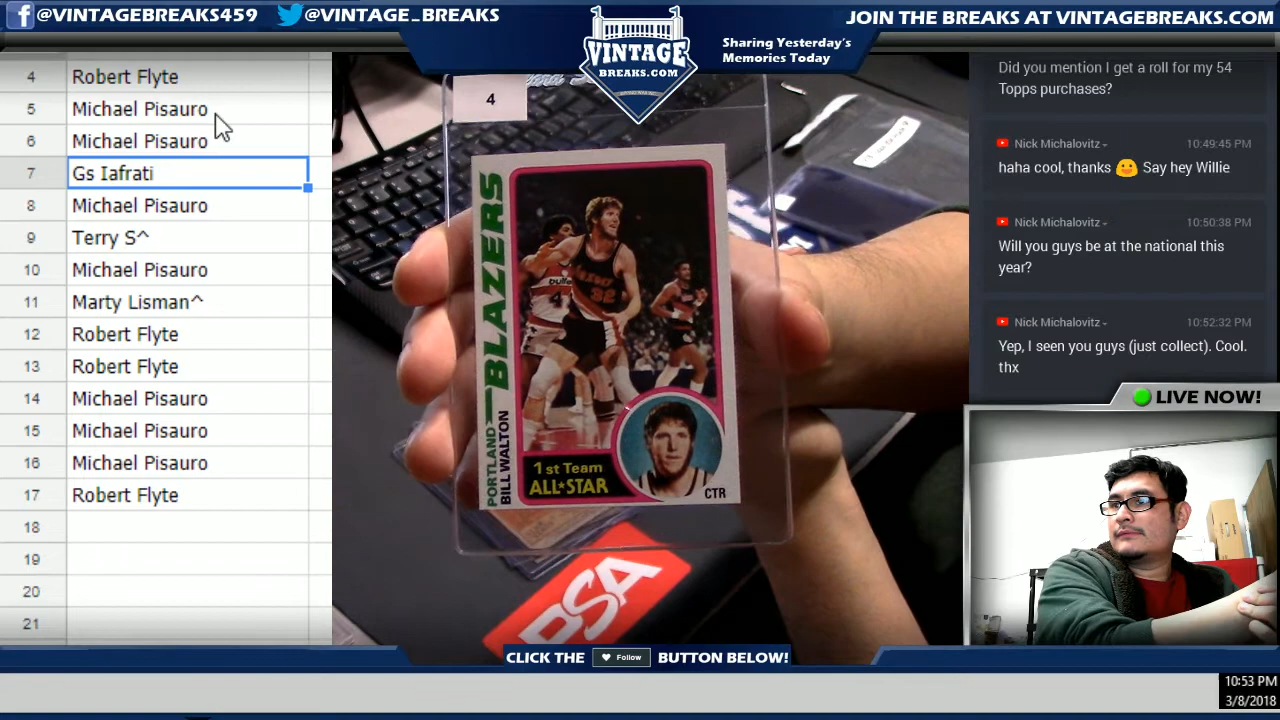 @VINTAGEBREAKS459
@VINTAGE_BREAKS
VINTAGE
BREAKS.COM
Sharing Yesterday's
Memories Today
JOIN THE BREAKS AT VINTAGEBREAKS.COM
4 Robert Flyte
5 Michael Pisauro
6 Michael Pisauro
7 Gs Iafrati
8 Michael Pisauro
9 Terry S^
10 Michael Pisauro
11 Marty Lisman^
12 Robert Flyte
13 Robert Flyte
14 Michael Pisauro
15 Michael Pisauro
16 Michael Pisauro
17 Robert Flyte
18
19
20
21
4
PORTLAND BLAZERS
BILL WALTON
32
4
1st Team
ALL★STAR
CTR
PSA
Did you mention I get a roll for my 54
Topps purchases?
Nick Michalovitz 10:49:45 PM
haha cool, thanks 🙂 Say hey Willie
Nick Michalovitz 10:50:38 PM
Will you guys be at the national this
year?
Nick Michalovitz 10:52:32 PM
Yep, I seen you guys (just collect). Cool.
thx
LIVE NOW!
CLICK THE Follow BUTTON BELOW!
10:53 PM
3/8/2018